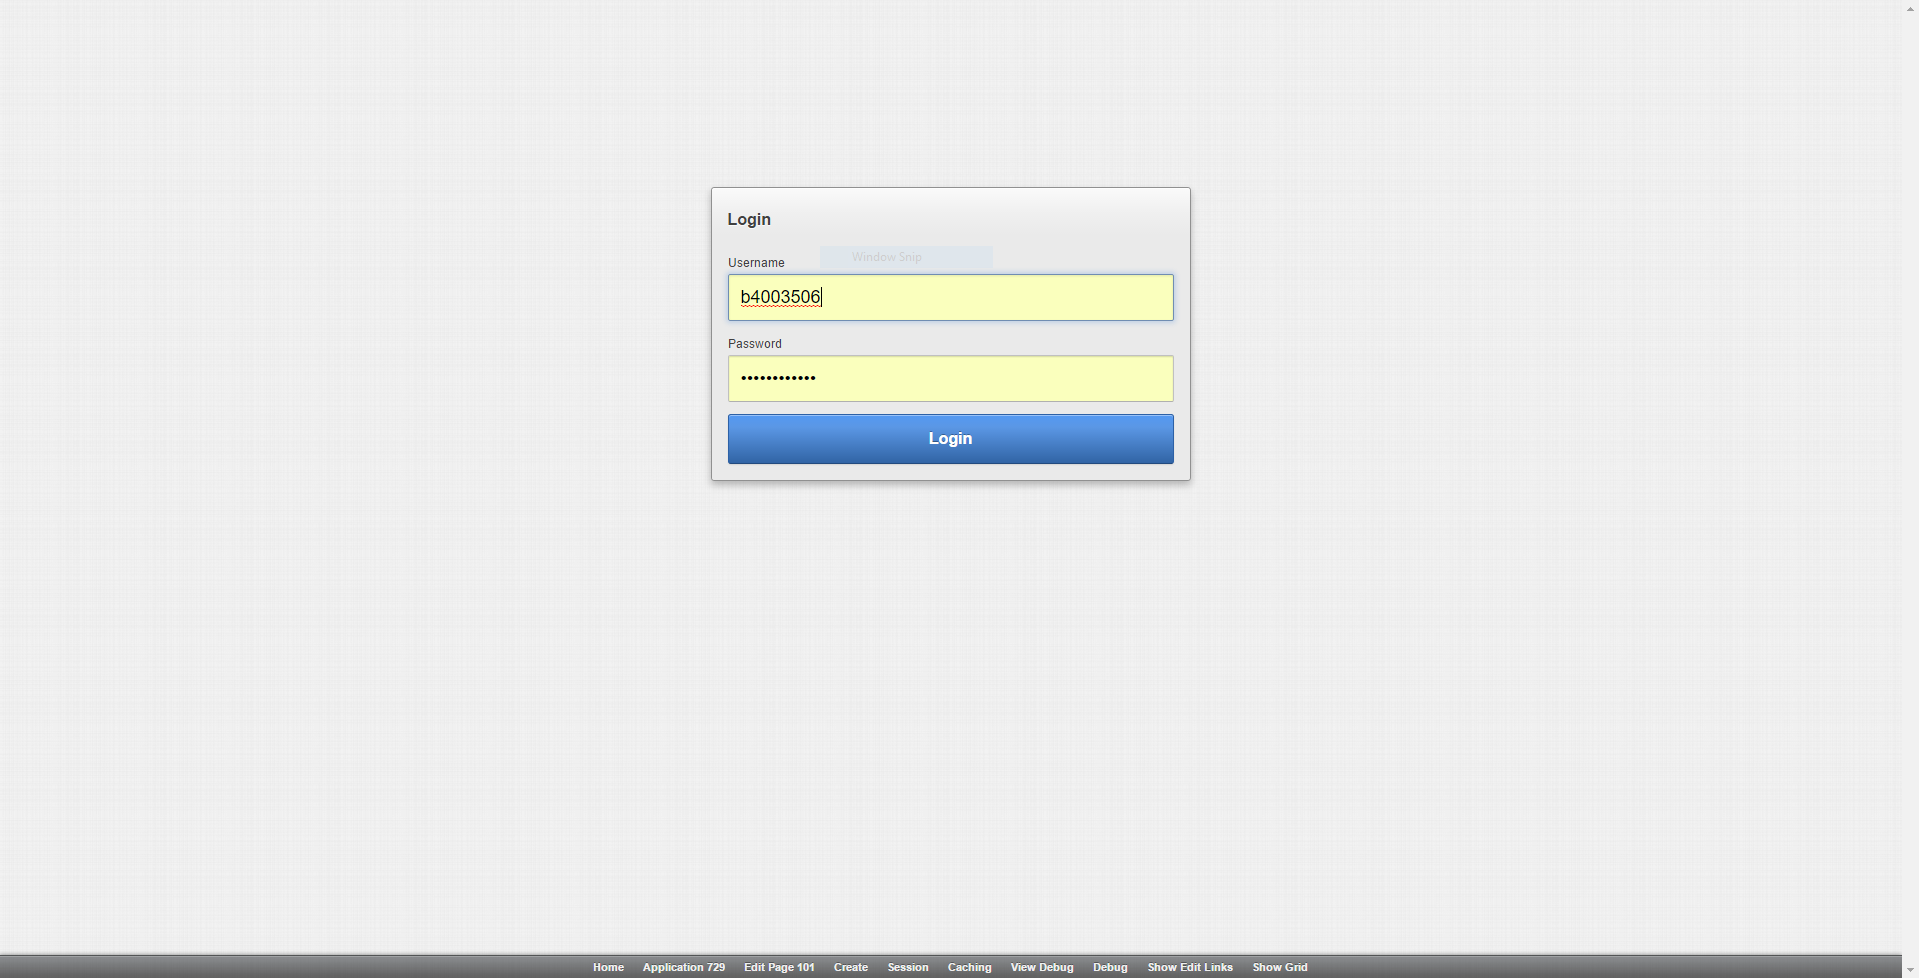 Login
Window Snip
Username
b4003506
Password
••••••••••••
Login
Home Application 729 Edit Page 101 Create Session Caching View Debug Debug Show Edit Links Show Grid